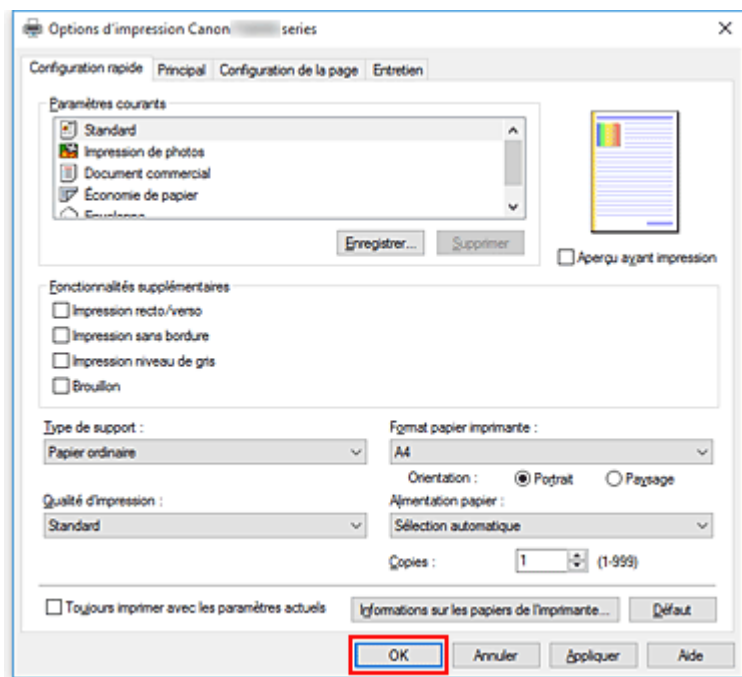 Options d'impression Canon series
Configuration rapide Principal Configuration de la page Entretien
Paramètres courants
Standard
Impression de photos
Document commercial
Économie de papier
Enregistrer... Supprimer
Aperçu avant impression
Fonctionnalités supplémentaires
Impression recto/verso
Impression sans bordure
Impression niveau de gris
Brouillon
Type de support :
Papier ordinaire
Format papier imprimante :
A4
Orientation : Portrait Paysage
Qualité d'impression :
Standard
Alimentation papier :
Sélection automatique
Copies : 1 (1-999)
Toujours imprimer avec les paramètres actuels
Informations sur les papiers de l'imprimante... Défaut
OK Annuler Appliquer Aide